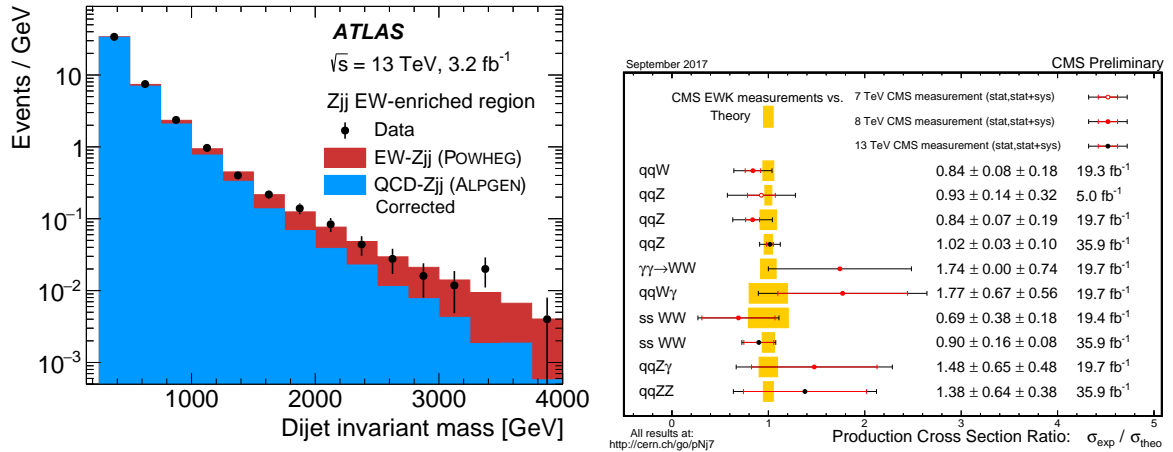 Events / GeV
10
1
10⁻¹
10⁻²
10⁻³
ATLAS
√s = 13 TeV, 3.2 fb⁻¹
Zjj EW-enriched region
Data
EW-Zjj (POWHEG)
QCD-Zjj (ALPGEN)
Corrected
1000 2000 3000 4000
Dijet invariant mass [GeV]
September 2017 CMS Preliminary
CMS EWK measurements vs.
Theory
7 TeV CMS measurement (stat,stat+sys)
8 TeV CMS measurement (stat,stat+sys)
13 TeV CMS measurement (stat,stat+sys)
qqW 0.84 ± 0.08 ± 0.18 19.3 fb⁻¹
qqZ 0.93 ± 0.14 ± 0.32 5.0 fb⁻¹
qqZ 0.84 ± 0.07 ± 0.19 19.7 fb⁻¹
qqZ 1.02 ± 0.03 ± 0.10 35.9 fb⁻¹
γγ→WW 1.74 ± 0.00 ± 0.74 19.7 fb⁻¹
qqWγ 1.77 ± 0.67 ± 0.56 19.7 fb⁻¹
ss WW 0.69 ± 0.38 ± 0.18 19.4 fb⁻¹
ss WW 0.90 ± 0.16 ± 0.08 35.9 fb⁻¹
qqZγ 1.48 ± 0.65 ± 0.48 19.7 fb⁻¹
qqZZ 1.38 ± 0.64 ± 0.38 35.9 fb⁻¹
0 1 2 3 4 5
All results at:
http://cern.ch/go/pNj7
Production Cross Section Ratio: σexp / σtheo